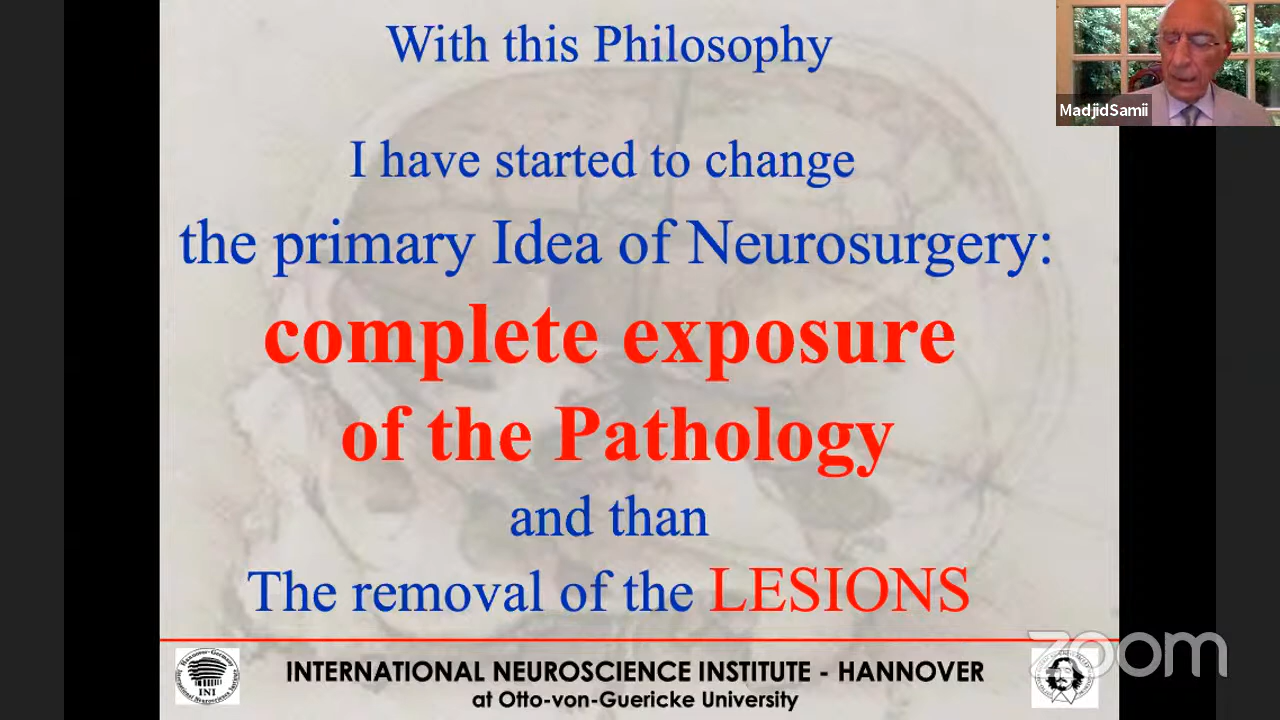 With this Philosophy
MadjidSamii
I have started to change
the primary Idea of Neurosurgery:
complete exposure
of the Pathology
and than
The removal of the LESIONS
zoom
INTERNATIONAL NEUROSCIENCE INSTITUTE - HANNOVER
at Otto-von-Guericke University
INI